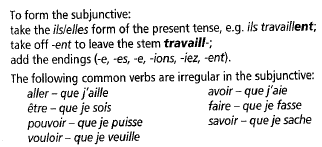 To form the subjunctive:
take the ils/elles form of the present tense, e.g. ils travaillent;
take off -ent to leave the stem travaill-;
add the endings (-e, -es, -e, -ions, -iez, -ent).
The following common verbs are irregular in the subjunctive:
aller – que j'aille avoir – que j'aie
être – que je sois faire – que je fasse
pouvoir – que je puisse savoir – que je sache
vouloir – que je veuille